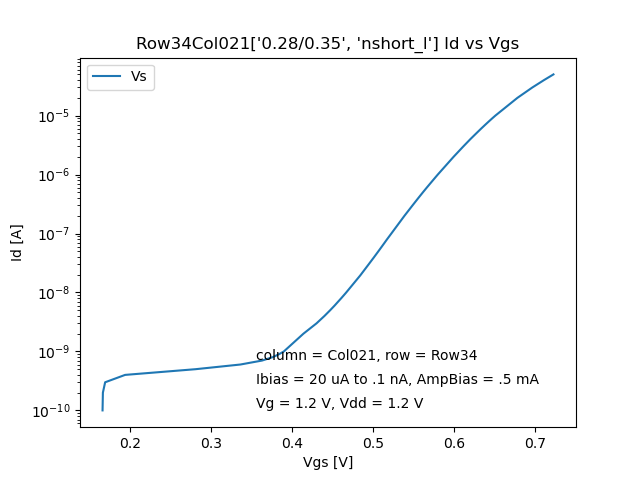 Row34Col021['0.28/0.35', 'nshort_l'] Id vs Vgs
Vs
10⁻⁵
10⁻⁶
10⁻⁷
10⁻⁸
10⁻⁹
10⁻¹⁰
Id [A]
column = Col021, row = Row34
Ibias = 20 uA to .1 nA, AmpBias = .5 mA
Vg = 1.2 V, Vdd = 1.2 V
0.2 0.3 0.4 0.5 0.6 0.7
Vgs [V]